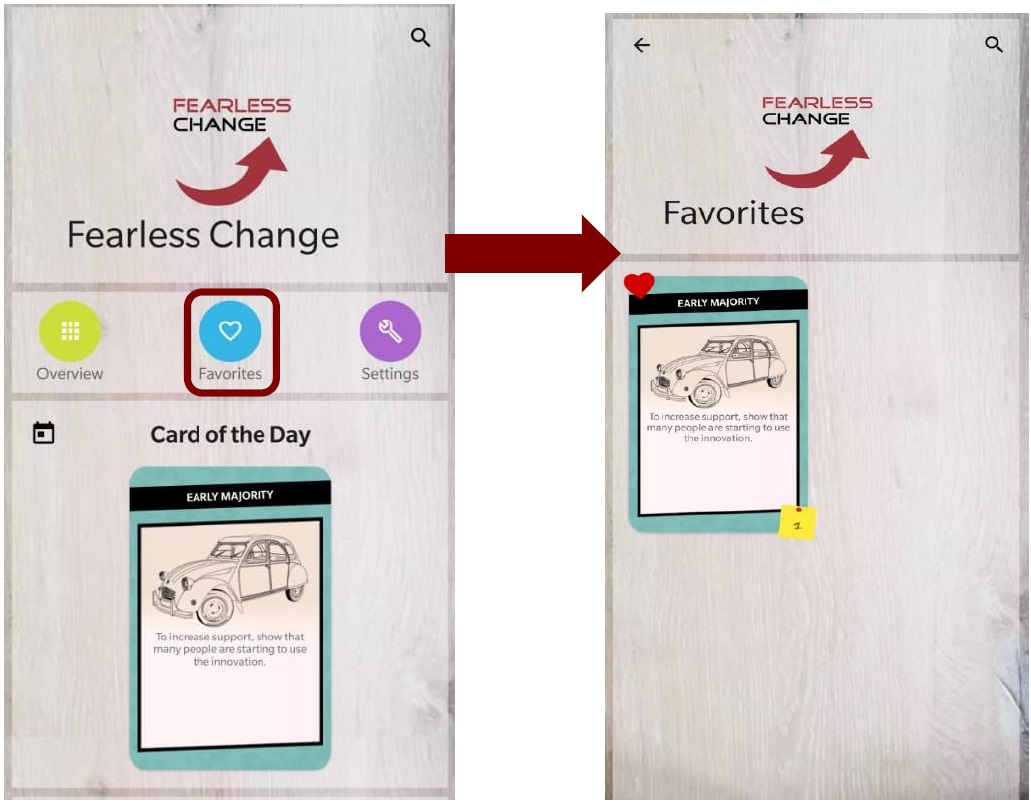 FEARLESS
CHANGE
Fearless Change
Overview
Favorites
Settings
Card of the Day
EARLY MAJORITY
To increase support, show that
many people are starting to use
the innovation.
FEARLESS
CHANGE
Favorites
EARLY MAJORITY
To increase support, show that
many people are starting to use
the innovation.
1